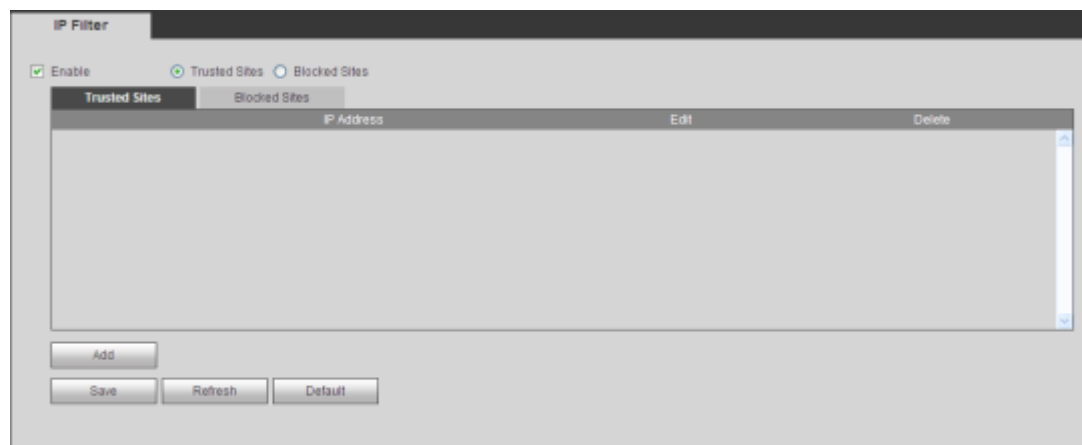 IP Filter
Enable Trusted Sites Blocked Sites
Trusted Sites Blocked Sites
IP Address Edit Delete
Add
Save Refresh Default